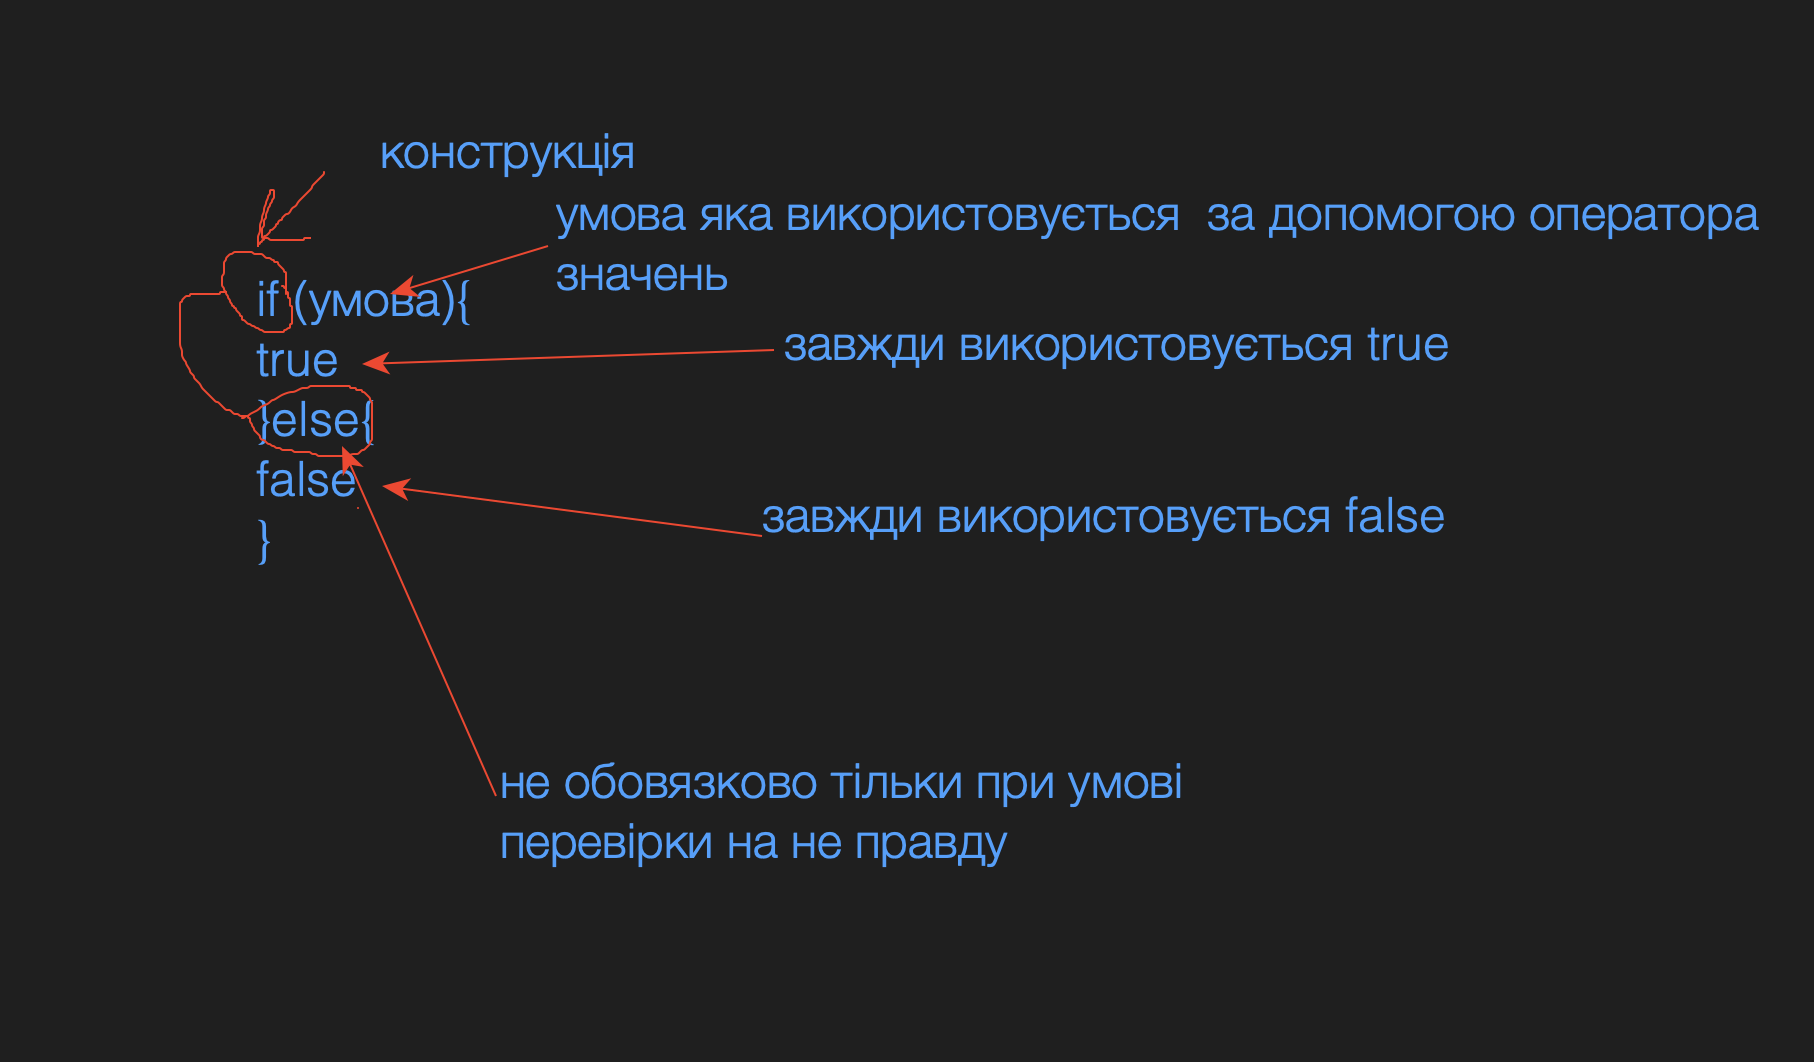 конструкція
умова яка використовується  за допомогою оператора
значень
if (умова){
завжди використовується true
true
}else{
false
завжди використовується false
}
не обовязково тільки при умові
перевірки на не правду